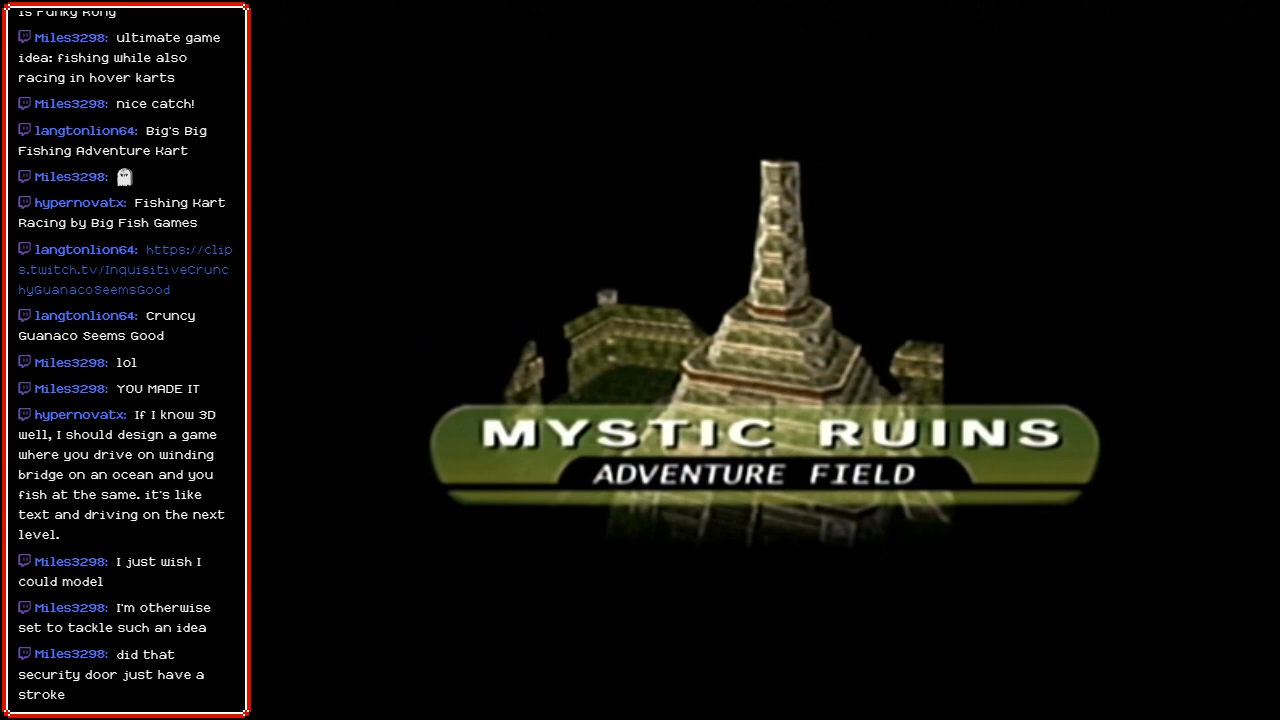 is Funky Kong
Miles3298: ultimate game
idea: fishing while also
racing in hover karts
Miles3298: nice catch!
langtonlion64: Big's Big
Fishing Adventure Kart
Miles3298:
hypernovatx: Fishing Kart
Racing by Big Fish Games
langtonlion64: https://clip
s.twitch.tv/InquisitiveCrunc
hyGuanacoSeemsGood
langtonlion64: Cruncy
Guanaco Seems Good
Miles3298: lol
Miles3298: YOU MADE IT
hypernovatx: If I know 3D
well, I should design a game
where you drive on winding
bridge on an ocean and you
fish at the same. it's like
text and driving on the next
level.
Miles3298: I just wish I
could model
Miles3298: I'm otherwise
set to tackle such an idea
Miles3298: did that
security door just have a
stroke
MYSTIC RUINS
ADVENTURE FIELD